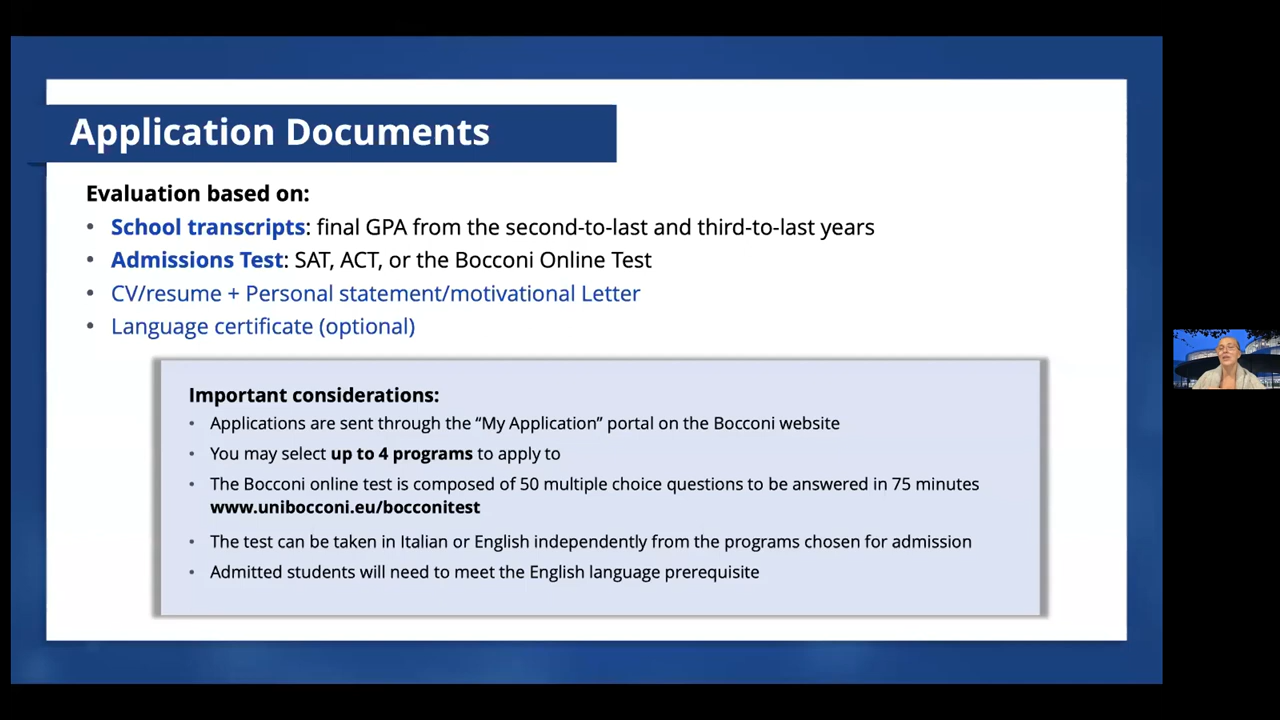 Application Documents
Evaluation based on:
• School transcripts: final GPA from the second-to-last and third-to-last years
• Admissions Test: SAT, ACT, or the Bocconi Online Test
• CV/resume + Personal statement/motivational Letter
• Language certificate (optional)
Important considerations:
• Applications are sent through the “My Application” portal on the Bocconi website
• You may select up to 4 programs to apply to
• The Bocconi online test is composed of 50 multiple choice questions to be answered in 75 minutes
www.unibocconi.eu/bocconitest
• The test can be taken in Italian or English independently from the programs chosen for admission
• Admitted students will need to meet the English language prerequisite